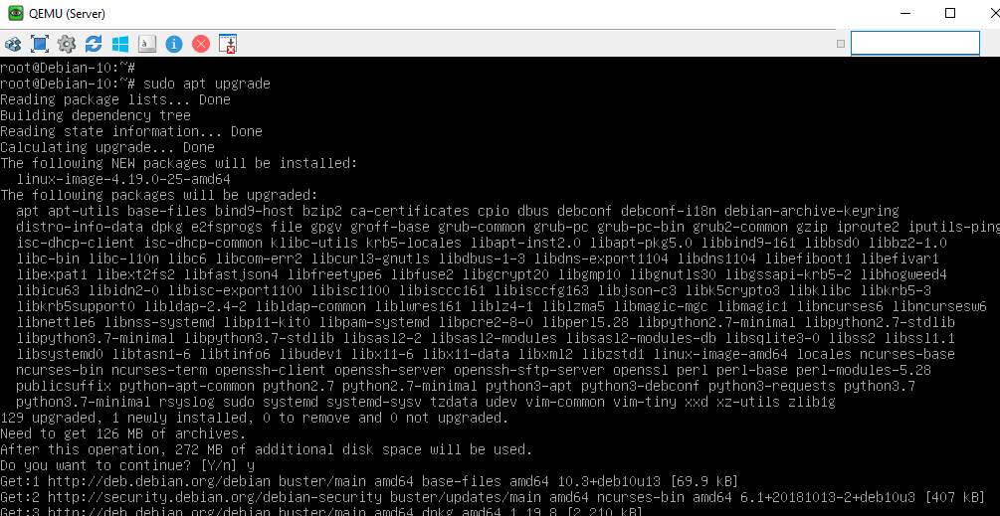 QEMU (Server)
root@Debian-10:~#
root@Debian-10:~# sudo apt upgrade
Reading package lists... Done
Building dependency tree
Reading state information... Done
Calculating upgrade... Done
The following NEW packages will be installed:
linux-image-4.19.0-25-amd64
The following packages will be upgraded:
apt apt-utils base-files bind9-host bzip2 ca-certificates cpio dbus debconf debconf-i18n debian-archive-keyring
distro-info-data dpkg e2fsprogs file gpgv groff-base grub-common grub-pc grub-pc-bin grub2-common gzip iproute2 iputils-ping
isc-dhcp-client isc-dhcp-common klibc-utils krb5-locales libapt-inst2.0 libapt-pkg5.0 libbind9-161 libbsd0 libbz2-1.0
libc-bin libc-l10n libc6 libcom-err2 libcurl3-gnutls libdbus-1-3 libdns-export1104 libdns1104 libefiboot1 libefivar1
libexpat1 libext2fs2 libfastjson4 libfreetype6 libfuse2 libgcrypt20 libgmp10 libgnutls30 libgssapi-krb5-2 libhogweed4
libicu63 libidn2-0 libisc-export1100 libisc1100 libisccc161 libisccfg163 libjson-c3 libk5crypto3 libklibc libkrb5-3
libkrb5support0 libldap-2.4-2 libldap-common liblwres161 liblz4-1 liblzma5 libmagic-mgc libmagic1 libncurses6 libncursesw6
libnettle6 libnss-systemd libp11-kit0 libpam-systemd libpcre2-8-0 libperl5.28 libpython2.7-minimal libpython2.7-stdlib
libpython3.7-minimal libpython3.7-stdlib libsasl2-2 libsasl2-modules libsasl2-modules-db libsqlite3-0 libss2 libssl1.1
libsystemd0 libtasn1-6 libtinfo6 libudev1 libx11-6 libx11-data libxml2 libzstd1 linux-image-amd64 locales ncurses-base
ncurses-bin ncurses-term openssh-client openssh-server openssh-sftp-server openssl perl perl-base perl-modules-5.28
publicsuffix python-apt-common python2.7 python2.7-minimal python3-apt python3-debconf python3-requests python3.7
python3.7-minimal rsyslog sudo systemd systemd-sysv tzdata udev vim-common vim-tiny xxd xz-utils zlib1g
129 upgraded, 1 newly installed, 0 to remove and 0 not upgraded.
Need to get 126 MB of archives.
After this operation, 272 MB of additional disk space will be used.
Do you want to continue? [Y/n] y
Get:1 http://deb.debian.org/debian buster/main amd64 base-files amd64 10.3+deb10u13 [69.9 kB]
Get:2 http://security.debian.org/debian-security buster/updates/main amd64 ncurses-bin amd64 6.1+20181013-2+deb10u3 [407 kB]
Get:3 http://deb.debian.org/debian buster/main amd64 dpkg amd64 1.19.8 [2,210 kB]